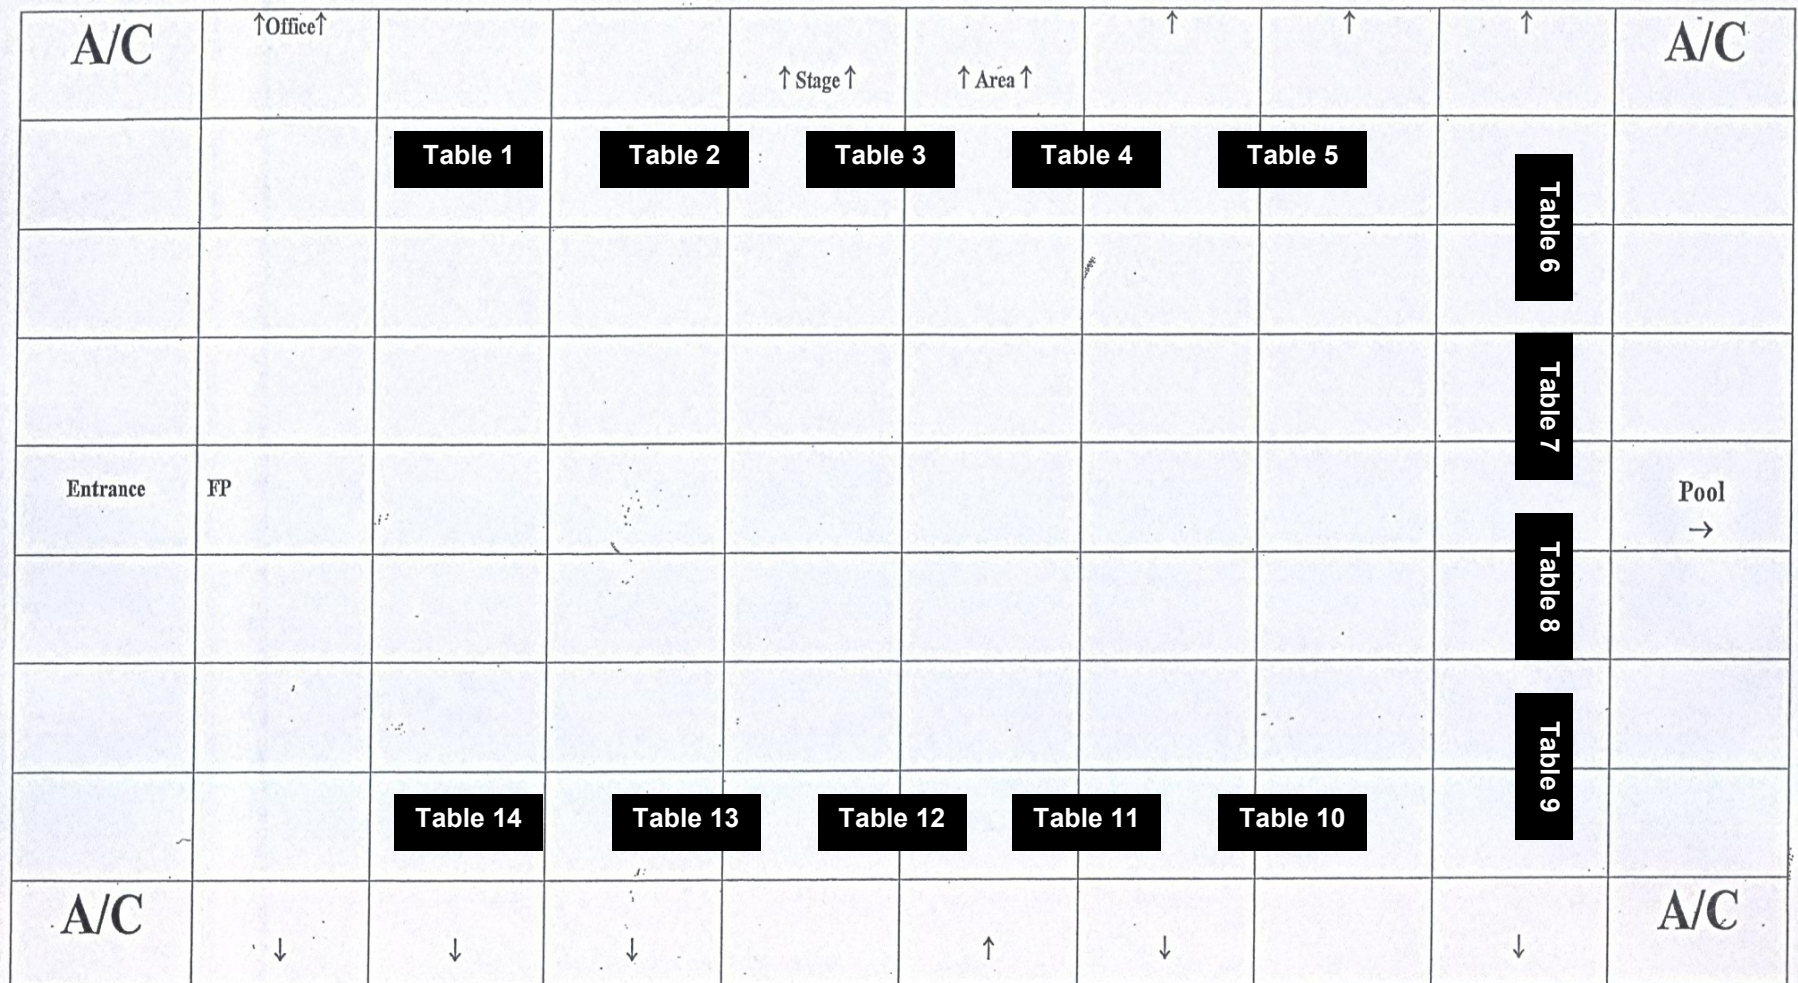 A/C ↑Office↑ ↑ ↑ ↑ A/C
↑Stage↑ ↑Area↑
Table 1 Table 2 Table 3 Table 4 Table 5
Table 6
Table 7
Entrance FP Pool
→
Table 8
Table 9
Table 14 Table 13 Table 12 Table 11 Table 10
A/C A/C
↓ ↓ ↓ ↑ ↓ ↓